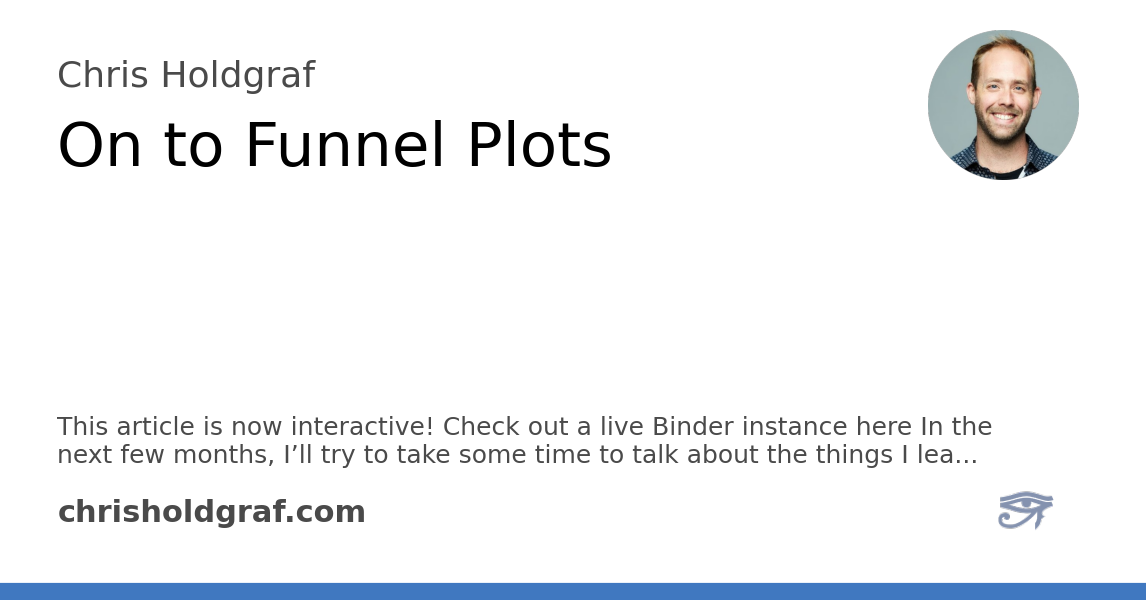 Chris Holdgraf
On to Funnel Plots
This article is now interactive! Check out a live Binder instance here In the
next few months, I’ll try to take some time to talk about the things I lea...
chrisholdgraf.com